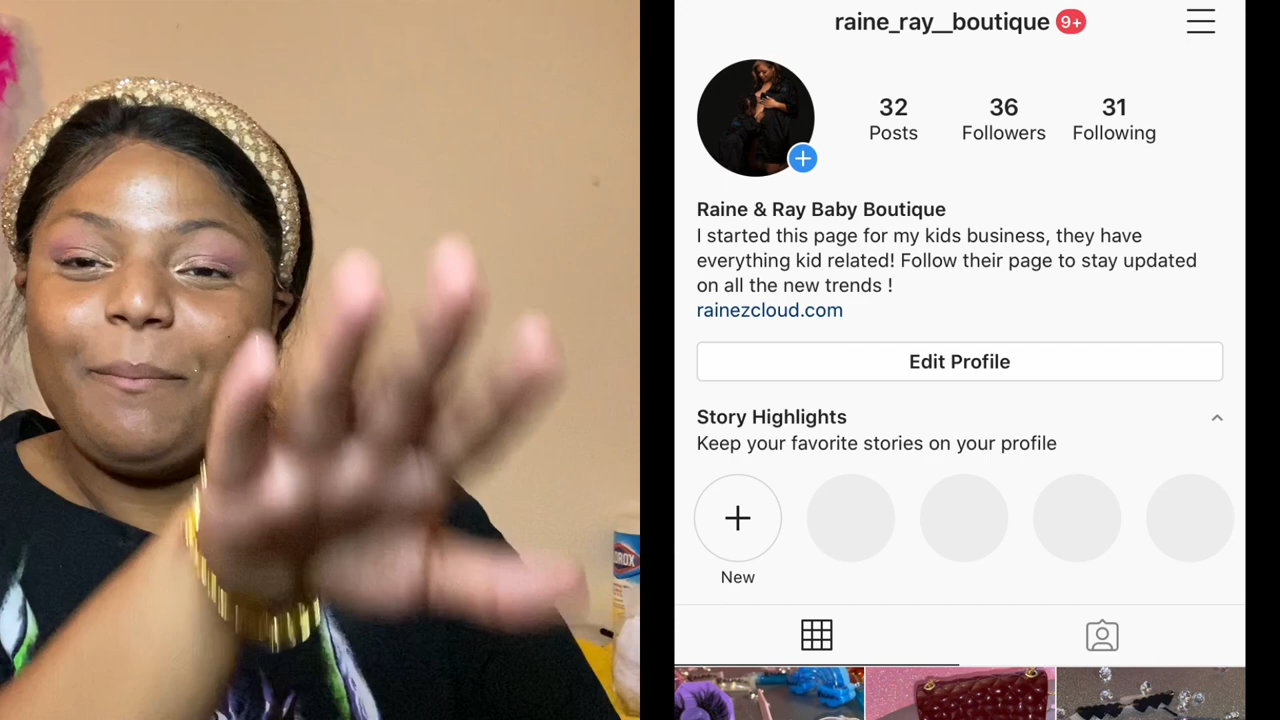 raine_ray__boutique 9+
32 36 31
Posts Followers Following
Raine & Ray Baby Boutique
I started this page for my kids business, they have
everything kid related! Follow their page to stay updated
on all the new trends !
rainezcloud.com
Edit Profile
Story Highlights
Keep your favorite stories on your profile
New